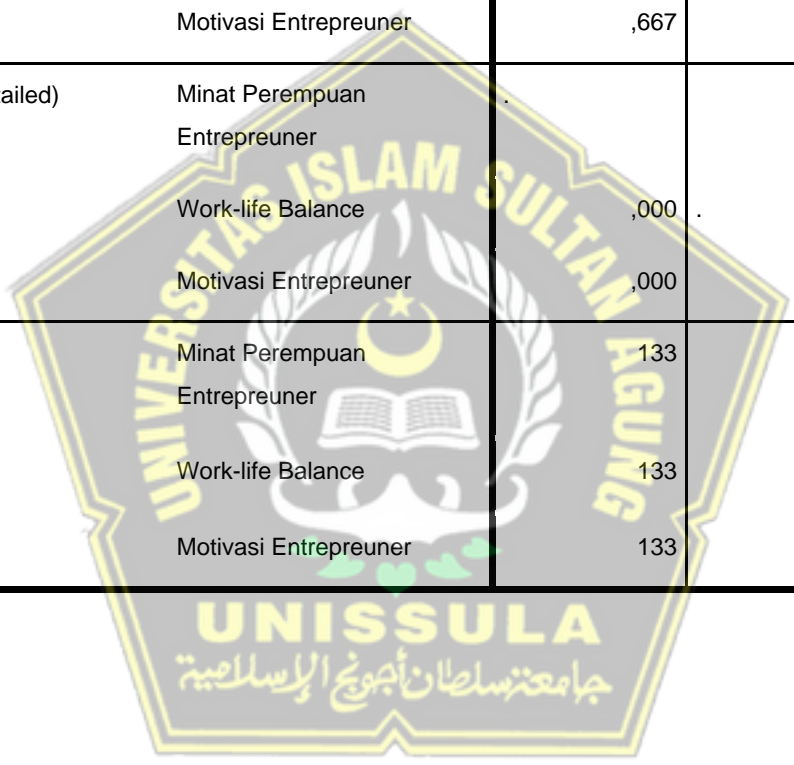 Motivasi Entrepreuner ,667
tailed) Minat Perempuan .
Entrepreuner
Work-life Balance ,000 .
Motivasi Entrepreuner ,000
Minat Perempuan 133
Entrepreuner
Work-life Balance 133
Motivasi Entrepreuner 133
UNIVERSITAS ISLAM SULTAN AGUNG
UNISSULA
جامعة سلطان أجونج الإسلامية